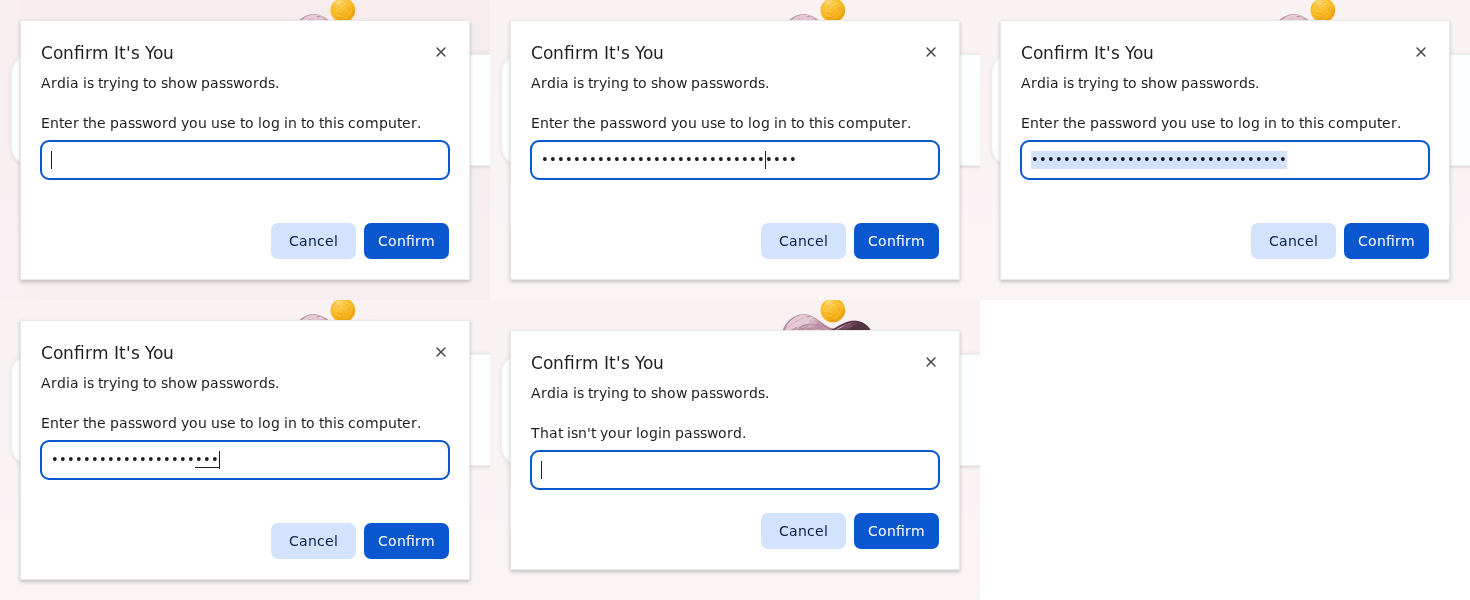 Confirm It's You
Ardia is trying to show passwords.
Enter the password you use to log in to this computer.
Cancel
Confirm
Confirm It's You
Ardia is trying to show passwords.
Enter the password you use to log in to this computer.
••••••••••••••••••••••••••••••••
Cancel
Confirm
Confirm It's You
Ardia is trying to show passwords.
Enter the password you use to log in to this computer.
••••••••••••••••••••••••••••••••
Cancel
Confirm
Confirm It's You
Ardia is trying to show passwords.
Enter the password you use to log in to this computer.
•••••••••••••••••••••
Cancel
Confirm
Confirm It's You
Ardia is trying to show passwords.
That isn't your login password.
Cancel
Confirm